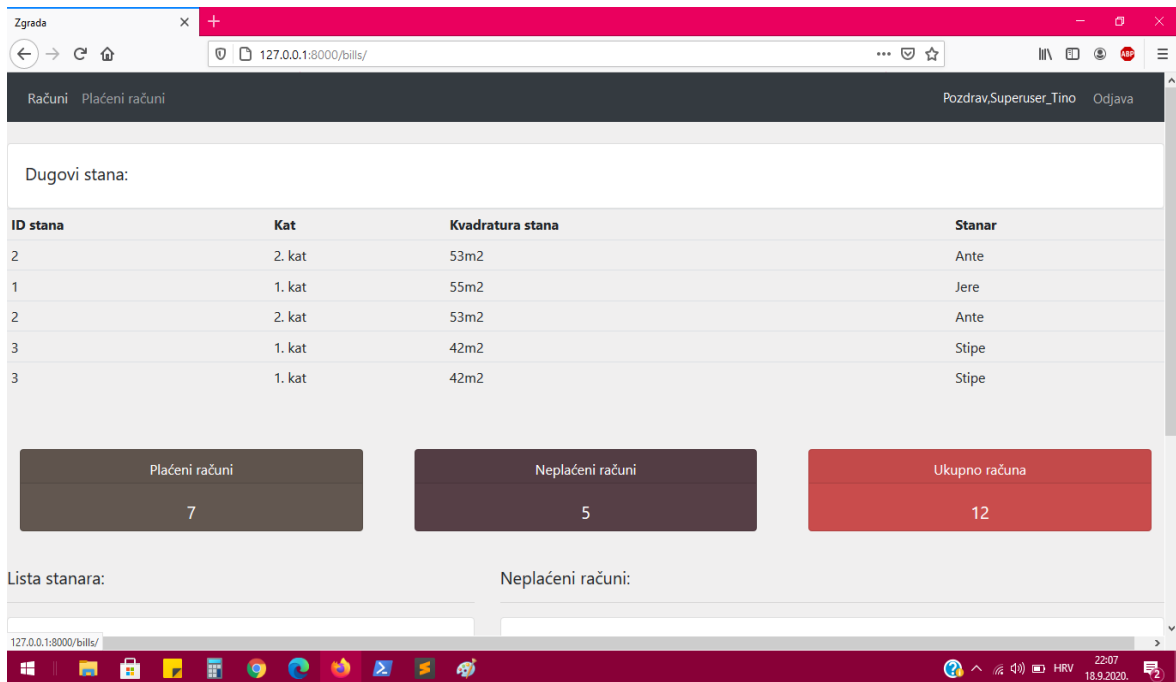 Zgrada
127.0.0.1:8000/bills/
ABP
Računi Plaćeni računi Pozdrav,Superuser_Tino Odjava
Dugovi stana:
ID stana Kat Kvadratura stana Stanar
2 2. kat 53m2 Ante
1 1. kat 55m2 Jere
2 2. kat 53m2 Ante
3 1. kat 42m2 Stipe
3 1. kat 42m2 Stipe
Plaćeni računi Neplaćeni računi Ukupno računa
7 5 12
Lista stanara: Neplaćeni računi:
127.0.0.1:8000/bills/
HRV 22:07
18.9.2020. 2